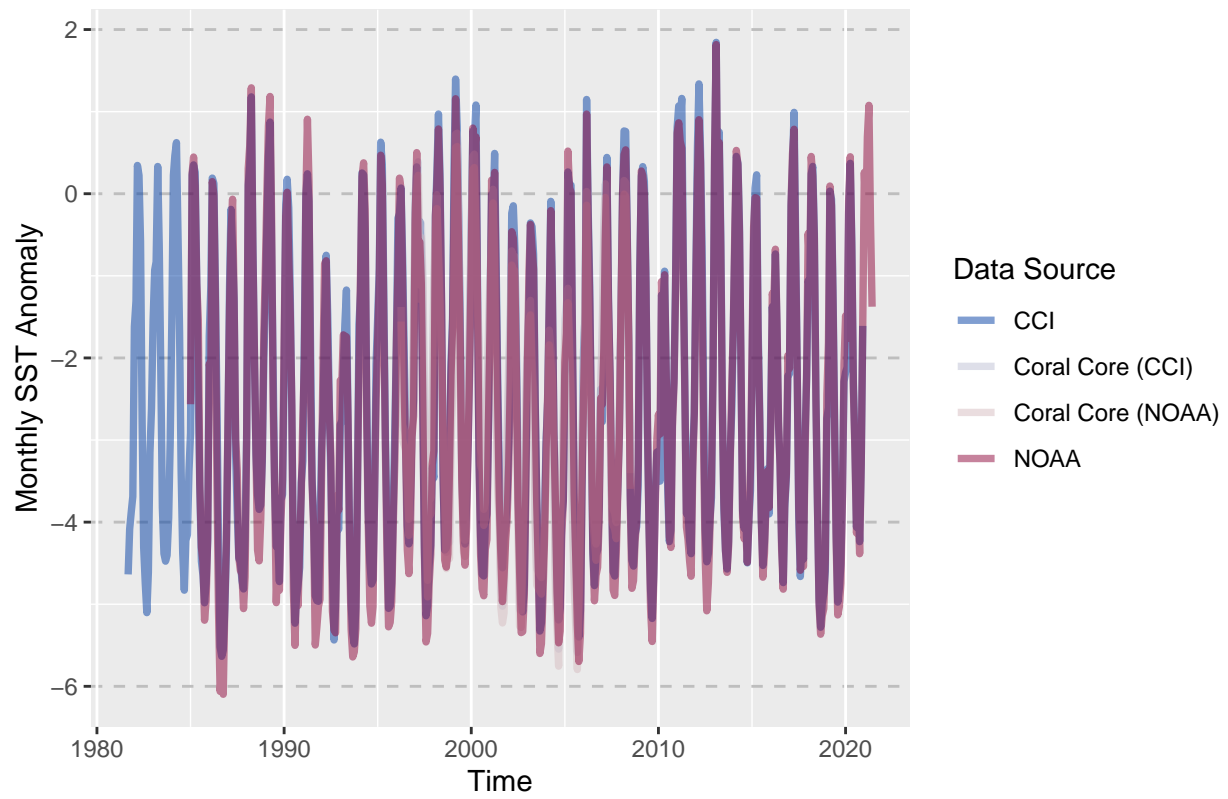 2
0
−2
−4
−6
Monthly SST Anomaly
1980
1990
2000
2010
2020
Time
Data Source
CCI
Coral Core (CCI)
Coral Core (NOAA)
NOAA